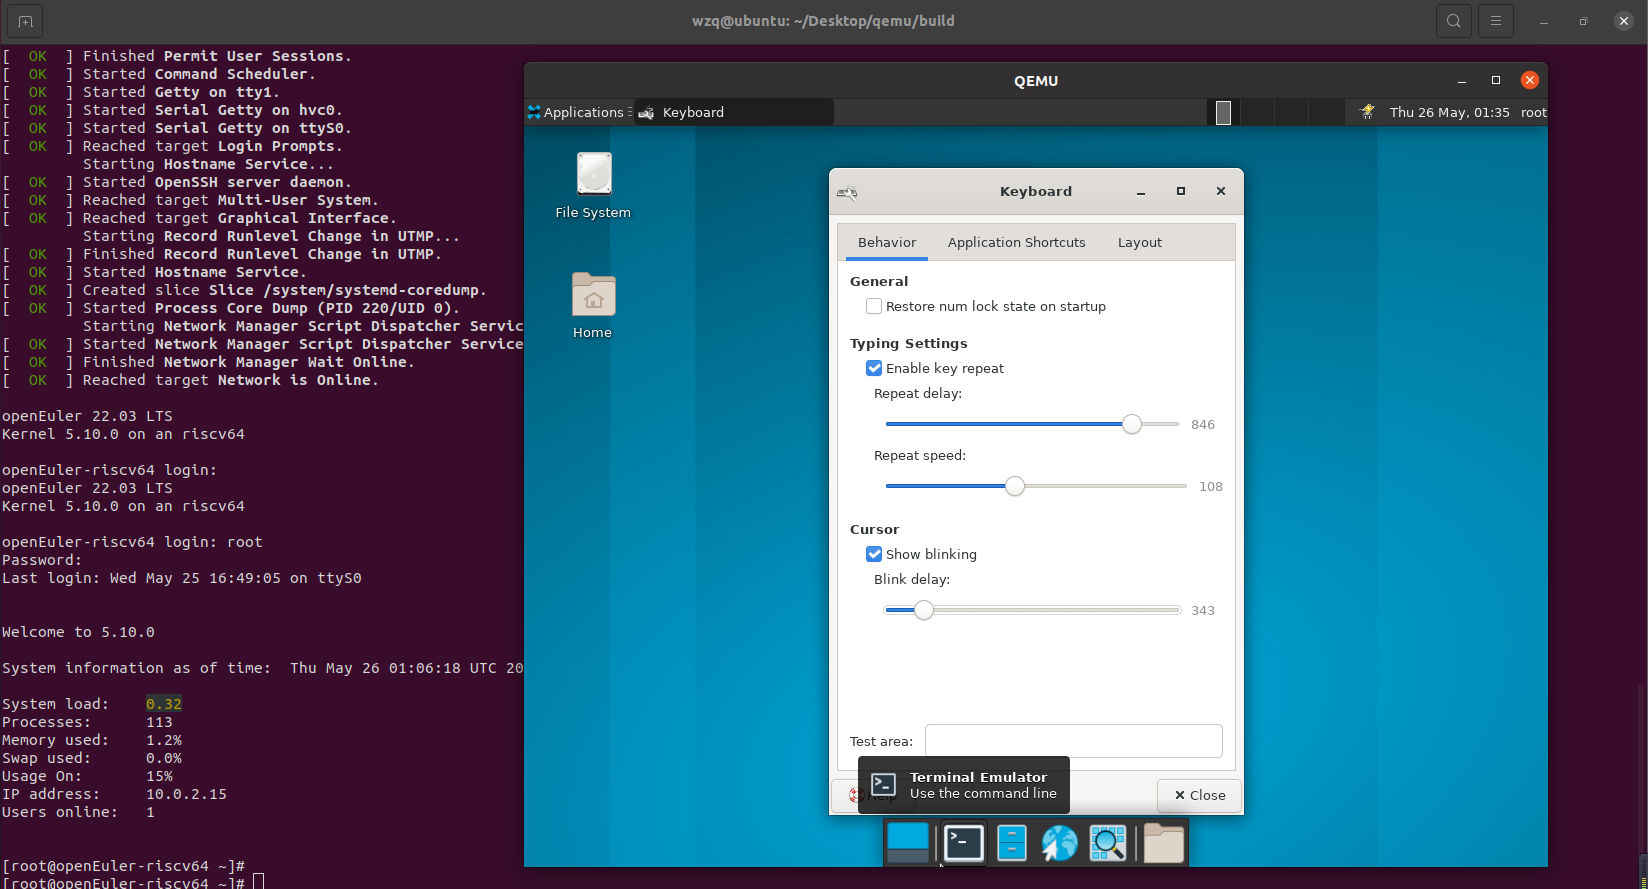 wzq@ubuntu: ~/Desktop/qemu/build
[  OK  ] Finished Permit User Sessions.
[  OK  ] Started Command Scheduler.
[  OK  ] Started Getty on tty1.
[  OK  ] Started Serial Getty on hvc0.
[  OK  ] Started Serial Getty on ttyS0.
[  OK  ] Reached target Login Prompts.
         Starting Hostname Service...
[  OK  ] Started OpenSSH server daemon.
[  OK  ] Reached target Multi-User System.
[  OK  ] Reached target Graphical Interface.
         Starting Record Runlevel Change in UTMP...
[  OK  ] Finished Record Runlevel Change in UTMP.
[  OK  ] Started Hostname Service.
[  OK  ] Created slice Slice /system/systemd-coredump.
[  OK  ] Started Process Core Dump (PID 220/UID 0).
         Starting Network Manager Script Dispatcher Servic
[  OK  ] Started Network Manager Script Dispatcher Service
[  OK  ] Finished Network Manager Wait Online.
[  OK  ] Reached target Network is Online.
openEuler 22.03 LTS
Kernel 5.10.0 on an riscv64
openEuler-riscv64 login:
openEuler 22.03 LTS
Kernel 5.10.0 on an riscv64
openEuler-riscv64 login: root
Password:
Last login: Wed May 25 16:49:05 on ttyS0
Welcome to 5.10.0
System information as of time:  Thu May 26 01:06:18 UTC 20
System load:    0.32
Processes:      113
Memory used:    1.2%
Swap used:      0.0%
Usage On:       15%
IP address:     10.0.2.15
Users online:   1
[root@openEuler-riscv64 ~]#
[root@openEuler-riscv64 ~]#
QEMU
Applications Keyboard Thu 26 May, 01:35 root
File System
Home
Keyboard
Behavior Application Shortcuts Layout
General
Restore num lock state on startup
Typing Settings
Enable key repeat
Repeat delay:
846
Repeat speed:
108
Cursor
Show blinking
Blink delay:
343
Test area:
Terminal Emulator
Use the command line
Help
Close